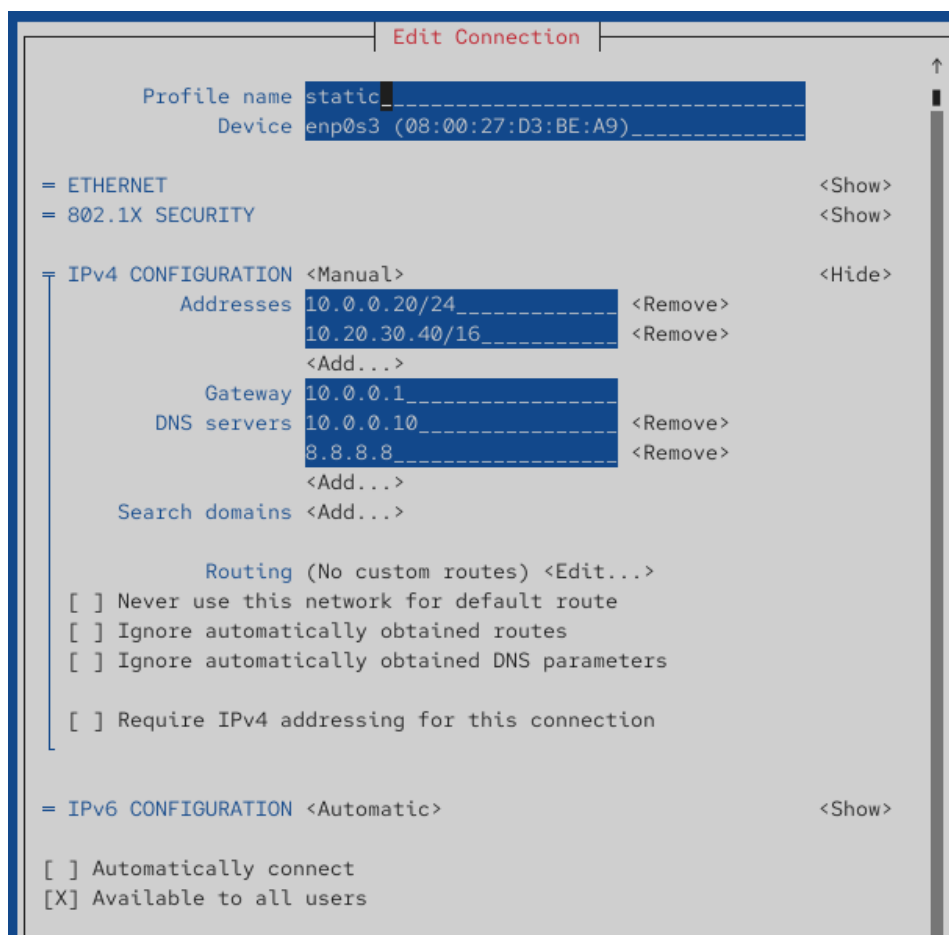 Edit Connection
Profile name static
Device enp0s3 (08:00:27:D3:BE:A9)
= ETHERNET <Show>
= 802.1X SECURITY <Show>
IPv4 CONFIGURATION <Manual> <Hide>
Addresses 10.0.0.20/24 <Remove>
10.20.30.40/16 <Remove>
<Add...>
Gateway 10.0.0.1
DNS servers 10.0.0.10 <Remove>
8.8.8.8 <Remove>
<Add...>
Search domains <Add...>
Routing (No custom routes) <Edit...>
[ ] Never use this network for default route
[ ] Ignore automatically obtained routes
[ ] Ignore automatically obtained DNS parameters
[ ] Require IPv4 addressing for this connection
= IPv6 CONFIGURATION <Automatic> <Show>
[ ] Automatically connect
[X] Available to all users